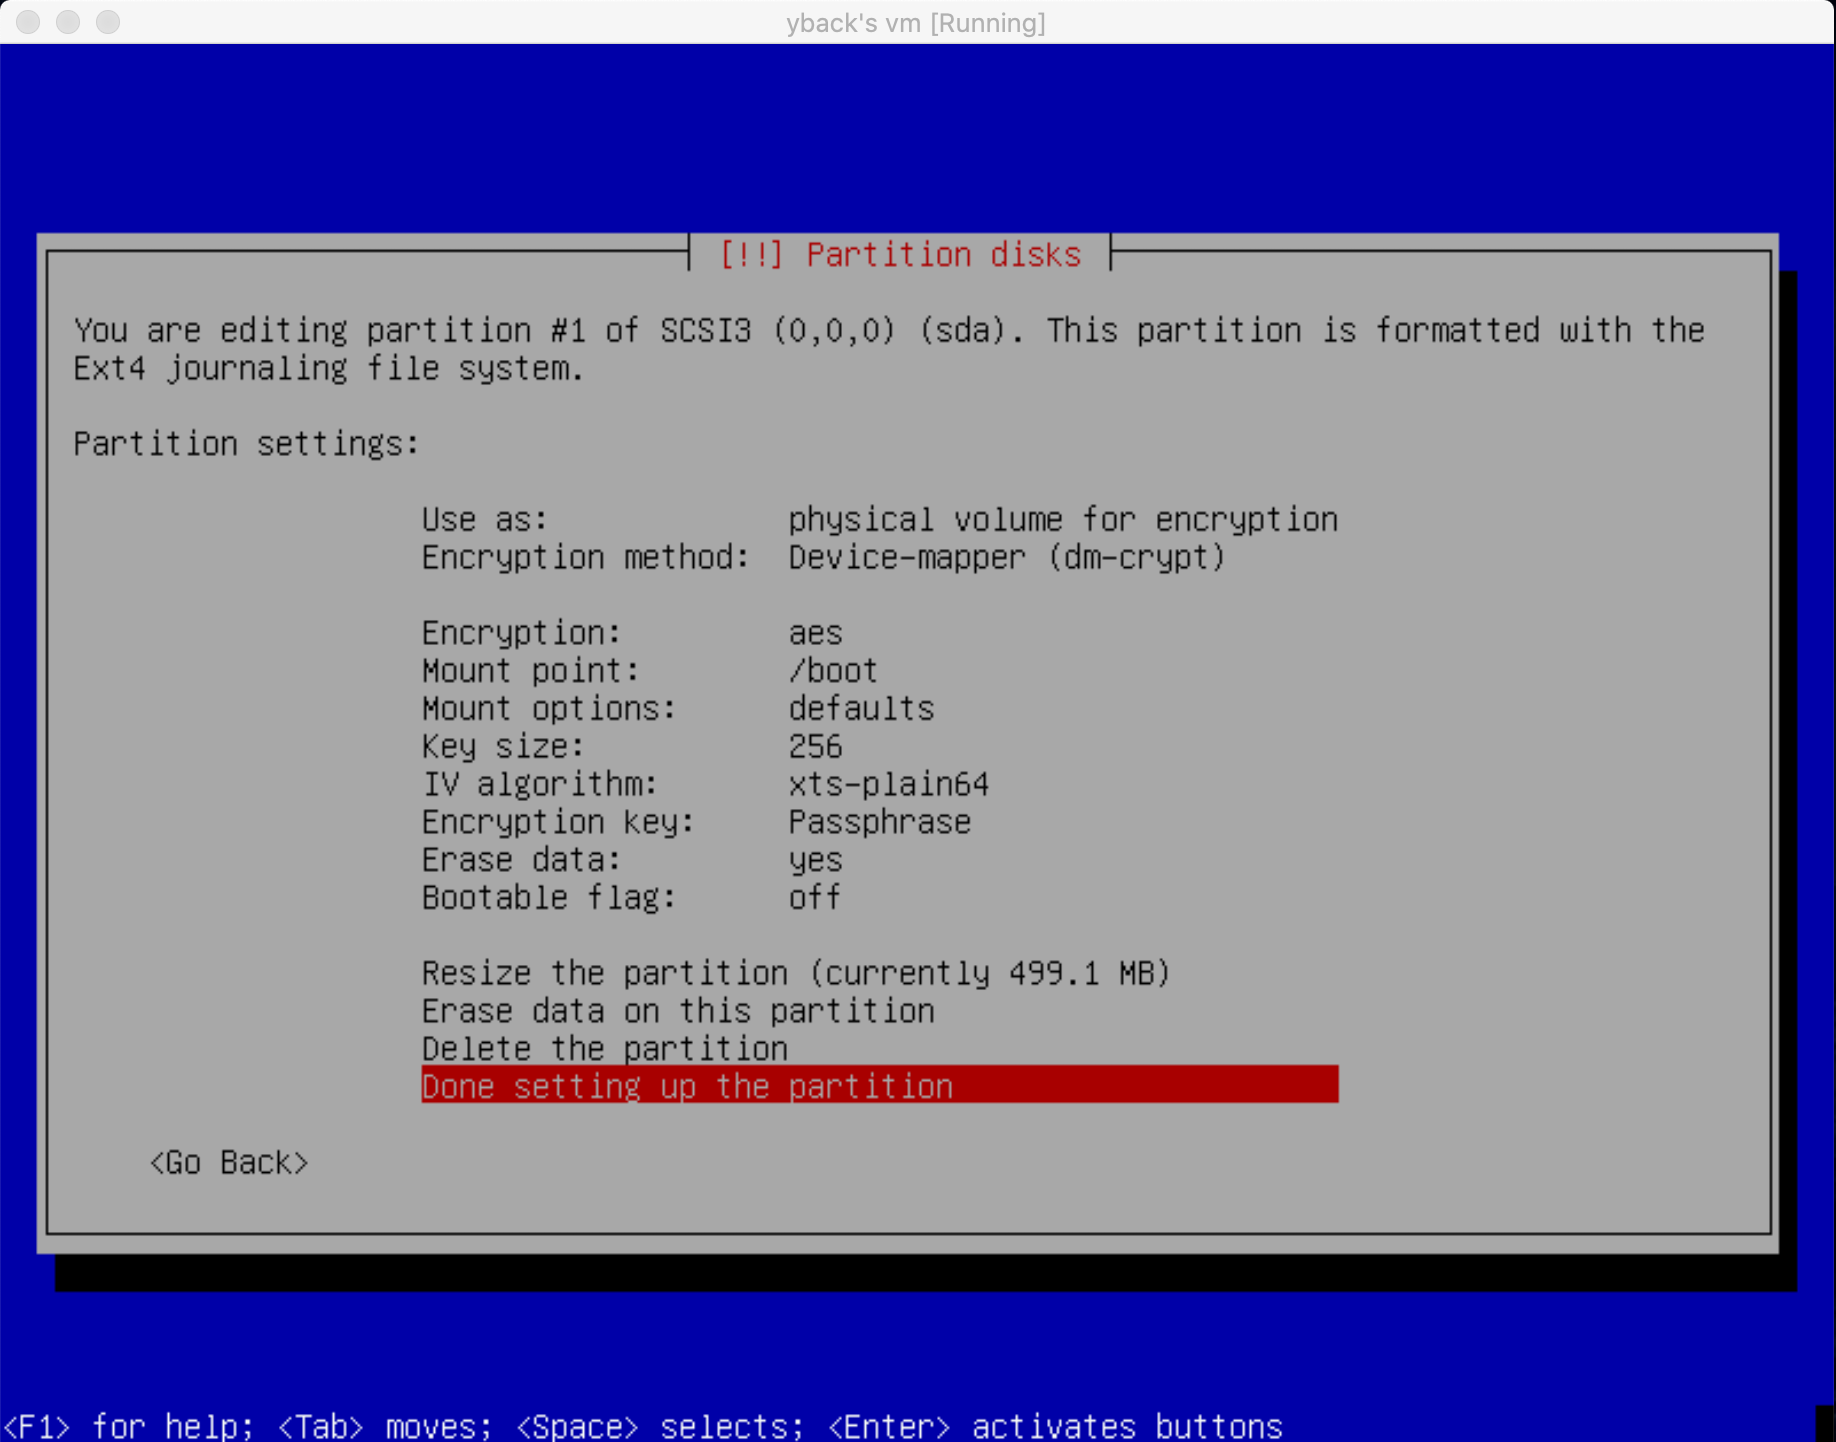 yback's vm [Running]
[!!] Partition disks
You are editing partition #1 of SCSI3 (0,0,0) (sda). This partition is formatted with the
Ext4 journaling file system.
Partition settings:
Use as: physical volume for encryption
Encryption method: Device-mapper (dm-crypt)
Encryption: aes
Mount point: /boot
Mount options: defaults
Key size: 256
IV algorithm: xts-plain64
Encryption key: Passphrase
Erase data: yes
Bootable flag: off
Resize the partition (currently 499.1 MB)
Erase data on this partition
Delete the partition
Done setting up the partition
<Go Back>
<F1> for help; <Tab> moves; <Space> selects; <Enter> activates buttons